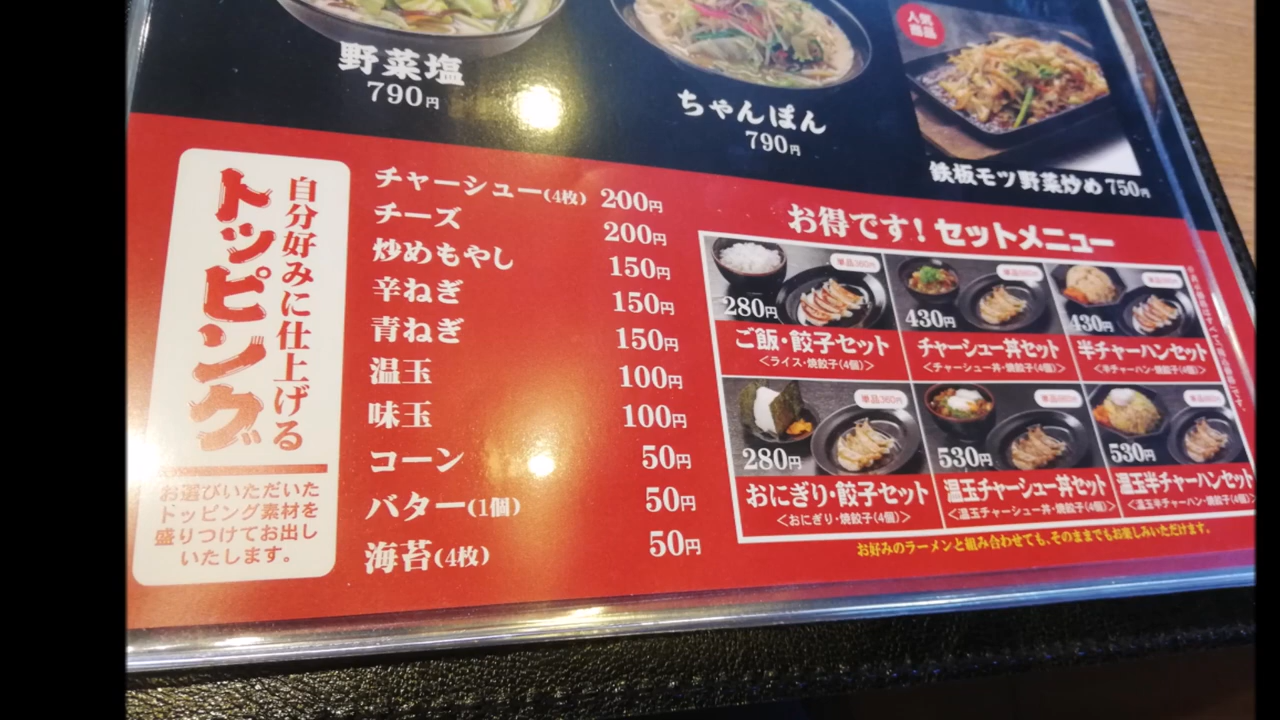 野菜塩
790円
ちゃんぽん
790円
人気
商品
鉄板モツ野菜炒め 750円
自分好みに仕上げる
トッピング
お選びいただいた
トッピング素材を
盛りつけてお出し
いたします。
チャーシュー(4枚) 200円
チーズ 200円
炒めもやし 150円
辛ねぎ 150円
青ねぎ 150円
温玉 100円
味玉 100円
コーン 50円
バター(1個) 50円
海苔(4枚) 50円
お得です!セットメニュー
単品360円
280円
ご飯・餃子セット
<ライス・焼餃子(4個)>
430円
チャーシュー丼セット
<チャーシュー丼・焼餃子(4個)>
430円
半チャーハンセット
<半チャーハン・焼餃子(4個)>
単品360円
280円
おにぎり・餃子セット
<おにぎり・焼餃子(4個)>
530円
温玉チャーシュー丼セット
<温玉チャーシュー丼・焼餃子(4個)>
530円
温玉半チャーハンセット
<温玉半チャーハン・焼餃子(4個)>
お好みのラーメンと組み合わせても、そのままでもお楽しみいただけます。